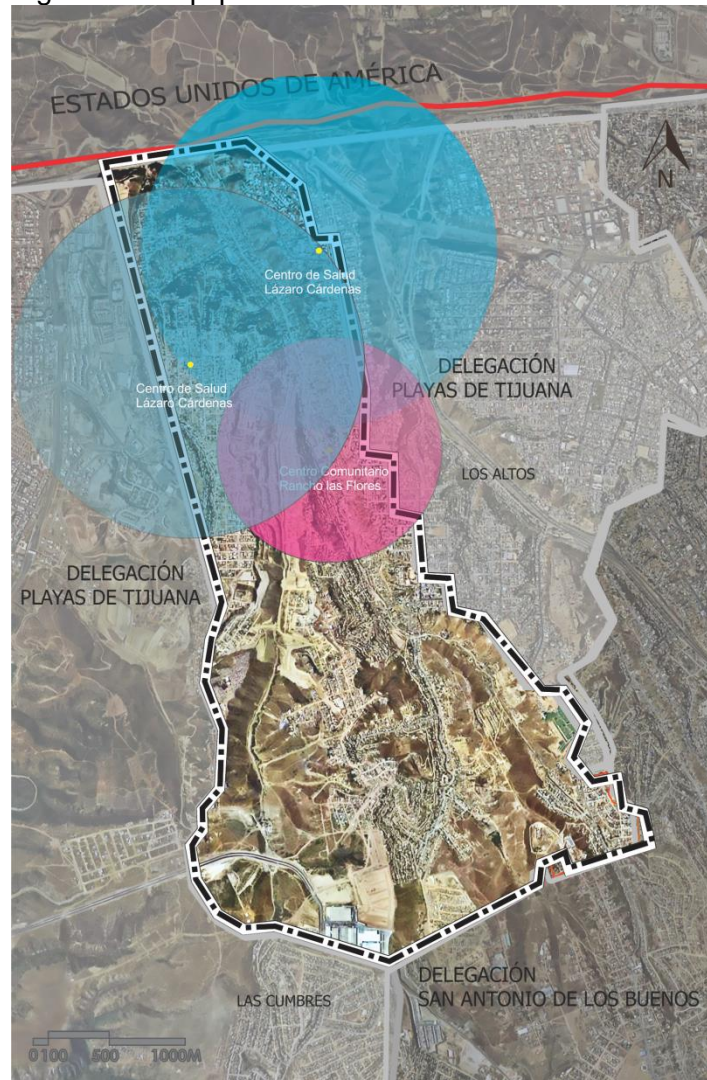 ESTADOS UNIDOS DE AMÉRICA
N
Centro de Salud
Lázaro Cárdenas
DELEGACIÓN
PLAYAS DE TIJUANA
Centro de Salud
Lázaro Cárdenas
LOS ALTOS
Centro Comunitario
Rancho las Flores
DELEGACIÓN
PLAYAS DE TIJUANA
DELEGACIÓN
SAN ANTONIO DE LOS BUENOS
LAS CUMBRES
0 100 500 1000M